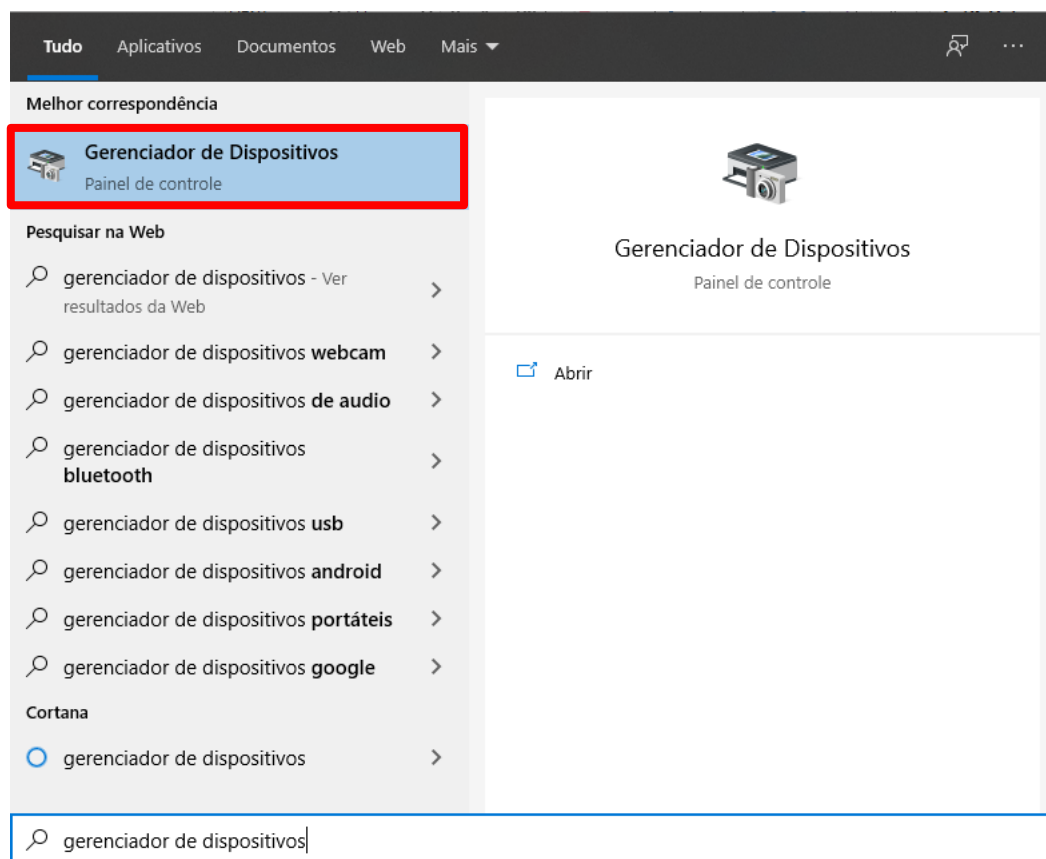 Tudo Aplicativos Documentos Web Mais
Melhor correspondência
Gerenciador de Dispositivos
Painel de controle
Pesquisar na Web
gerenciador de dispositivos - Ver
resultados da Web
gerenciador de dispositivos webcam
gerenciador de dispositivos de audio
gerenciador de dispositivos
bluetooth
gerenciador de dispositivos usb
gerenciador de dispositivos android
gerenciador de dispositivos portáteis
gerenciador de dispositivos google
Cortana
gerenciador de dispositivos
gerenciador de dispositivos
Gerenciador de Dispositivos
Painel de controle
Abrir